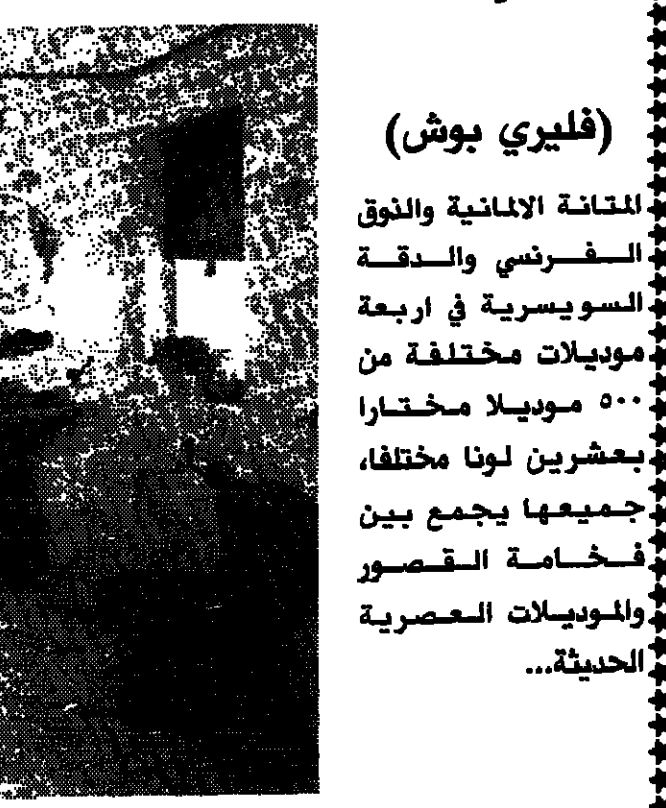 (فليري بوش)
المتانة الالمانية والذوق
الفرنسي والدقة
السويسرية في اربعة
موديلات مختلفة من
٥٠٠ موديلا مختارا
بعشرين لونا مختلفا،
جميعها يجمع بين
فخامة القصور
والموديلات العصرية
الحديثة...